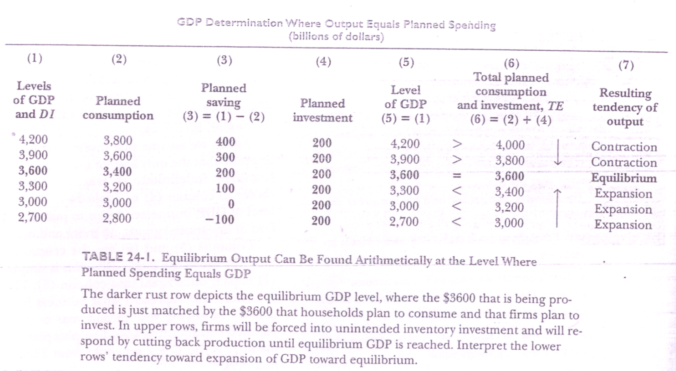 GDP Determination Where Output Equals Planned Spending
(billions of dollars)
(1) (2) (3) (4) (5) (6) (7)
Total planned
Levels Planned Level consumption Resulting
of GDP Planned saving Planned of GDP and investment, TE tendency of
and DI consumption (3) = (1) − (2) investment (5) = (1) (6) = (2) + (4) output
4,200 3,800 400 200 4,200 > 4,000 ↓ Contraction
3,900 3,600 300 200 3,900 > 3,800 Contraction
3,600 3,400 200 200 3,600 = 3,600 Equilibrium
3,300 3,200 100 200 3,300 < 3,400 ↑ Expansion
3,000 3,000 0 200 3,000 < 3,200 Expansion
2,700 2,800 −100 200 2,700 < 3,000 Expansion
TABLE 24-1. Equilibrium Output Can Be Found Arithmetically at the Level Where
Planned Spending Equals GDP
The darker rust row depicts the equilibrium GDP level, where the $3600 that is being pro-
duced is just matched by the $3600 that households plan to consume and that firms plan to
invest. In upper rows, firms will be forced into unintended inventory investment and will re-
spond by cutting back production until equilibrium GDP is reached. Interpret the lower
rows' tendency toward expansion of GDP toward equilibrium.